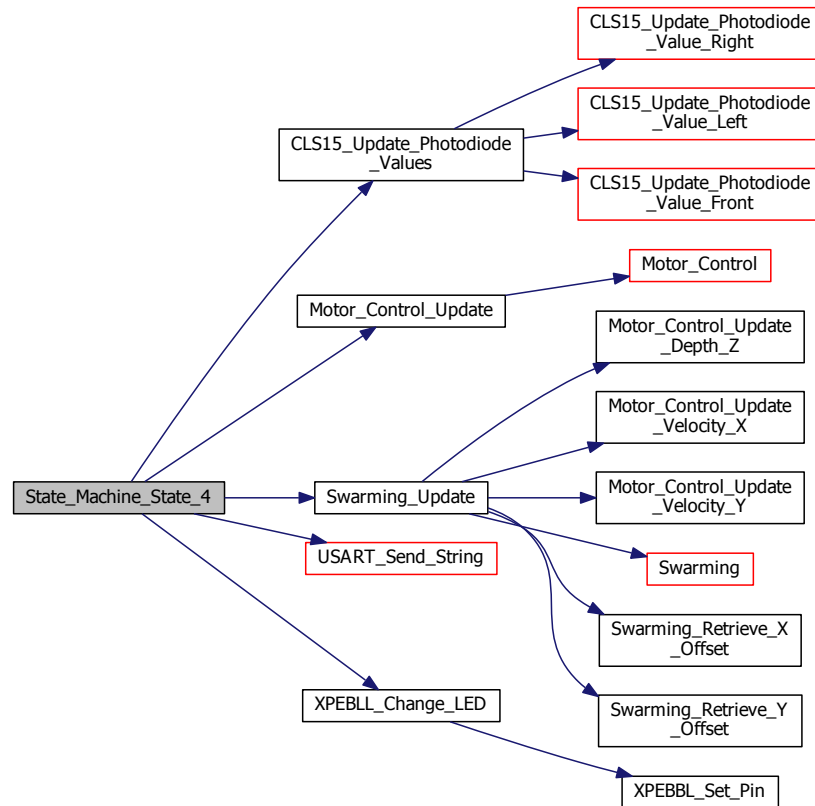 CLS15_Update_Photodiode
_Value_Right
CLS15_Update_Photodiode
_Value_Left
CLS15_Update_Photodiode
_Values
CLS15_Update_Photodiode
_Value_Front
Motor_Control
Motor_Control_Update
Motor_Control_Update
_Depth_Z
Motor_Control_Update
_Velocity_X
State_Machine_State_4
Swarming_Update
Motor_Control_Update
_Velocity_Y
USART_Send_String
Swarming
Swarming_Retrieve_X
_Offset
XPEBLL_Change_LED
Swarming_Retrieve_Y
_Offset
XPEBBL_Set_Pin